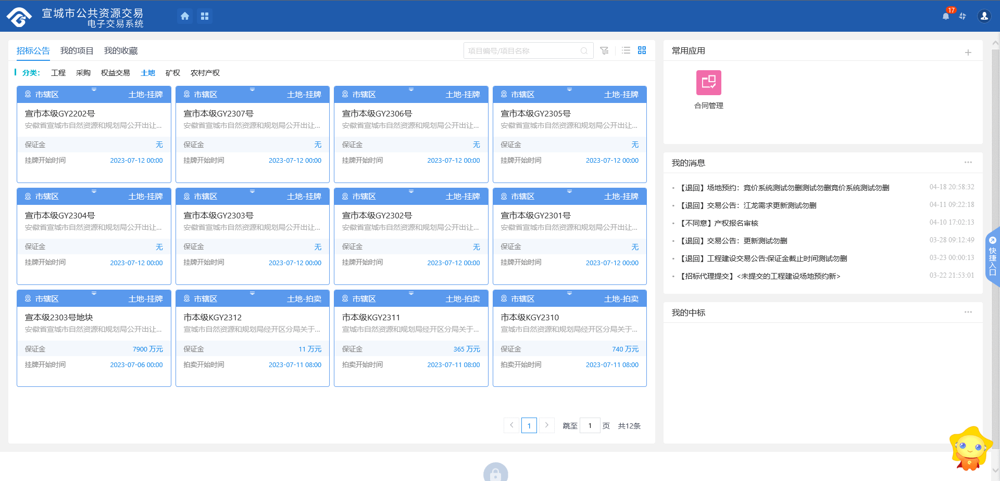 宣城市公共资源交易
电子交易系统
17
招标公告 我的项目 我的收藏
项目编号/项目名称
分类： 工程 采购 权益交易 土地 矿权 农村产权
市辖区 土地-挂牌
宣市本级GY2202号
安徽省宣城市自然资源和规划局公开出让...
保证金 无
挂牌开始时间 2023-07-12 00:00
市辖区 土地-挂牌
宣市本级GY2307号
安徽省宣城市自然资源和规划局公开出让...
保证金 无
挂牌开始时间 2023-07-12 00:00
市辖区 土地-挂牌
宣市本级GY2306号
安徽省宣城市自然资源和规划局公开出让...
保证金 无
挂牌开始时间 2023-07-12 00:00
市辖区 土地-挂牌
宣市本级GY2305号
安徽省宣城市自然资源和规划局公开出让...
保证金 无
挂牌开始时间 2023-07-12 00:00
市辖区 土地-挂牌
宣市本级GY2304号
安徽省宣城市自然资源和规划局公开出让...
保证金 无
挂牌开始时间 2023-07-12 00:00
市辖区 土地-挂牌
宣市本级GY2303号
安徽省宣城市自然资源和规划局公开出让...
保证金 无
挂牌开始时间 2023-07-12 00:00
市辖区 土地-挂牌
宣市本级GY2302号
安徽省宣城市自然资源和规划局公开出让...
保证金 无
挂牌开始时间 2023-07-12 00:00
市辖区 土地-挂牌
宣市本级GY2301号
安徽省宣城市自然资源和规划局公开出让...
保证金 无
挂牌开始时间 2023-07-12 00:00
市辖区 土地-挂牌
宣本级2303号地块
安徽省宣城市自然资源和规划局公开出让...
保证金 7900 万元
挂牌开始时间 2023-07-06 00:00
市辖区 土地-拍卖
市本级KGY2312
宣城市自然资源和规划局经开区分局关于...
保证金 11 万元
拍卖开始时间 2023-07-11 08:00
市辖区 土地-拍卖
市本级KGY2311
宣城市自然资源和规划局经开区分局关于...
保证金 365 万元
拍卖开始时间 2023-07-11 08:00
市辖区 土地-拍卖
市本级KGY2310
宣城市自然资源和规划局经开区分局关于...
保证金 740 万元
拍卖开始时间 2023-07-11 08:00
1 跳至 1 页 共12条
常用应用
合同管理
我的消息
【退回】场地预约：竞价系统测试勿删测试勿删竞价系统测试勿删 04-18 20:58:32
【退回】交易公告：江龙需求更新测试勿删 04-11 09:22:18
【不同意】产权报名审核 04-10 17:02:13
【退回】交易公告：更新测试勿删 03-28 09:12:49
【退回】工程建设交易公告:保证金截止时间测试勿删 03-23 00:00:13
【招标代理提交】<未提交的工程建设场地预约新> 03-22 21:53:01
我的中标
快捷入口